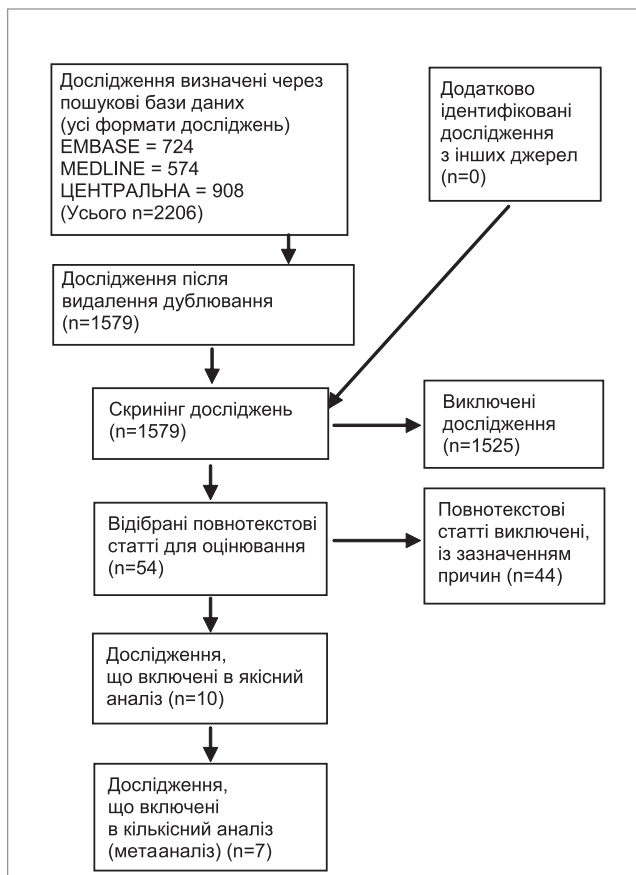 Дослідження визначені через
пошукові бази даних
(усі формати досліджень)
EMBASE = 724
MEDLINE = 574
ЦЕНТРАЛЬНА = 908
(Усього n=2206)
Додатково
ідентифіковані
дослідження
з інших джерел
(n=0)
Дослідження після
видалення дублювання
(n=1579)
Скринінг досліджень
(n=1579)
Виключені
дослідження
(n=1525)
Відібрані повнотекстові
статті для оцінювання
(n=54)
Повнотекстові
статті виключені,
із зазначенням
причин (n=44)
Дослідження,
що включені в якісний
аналіз (n=10)
Дослідження,
що включені
в кількісний аналіз
(метааналіз) (n=7)